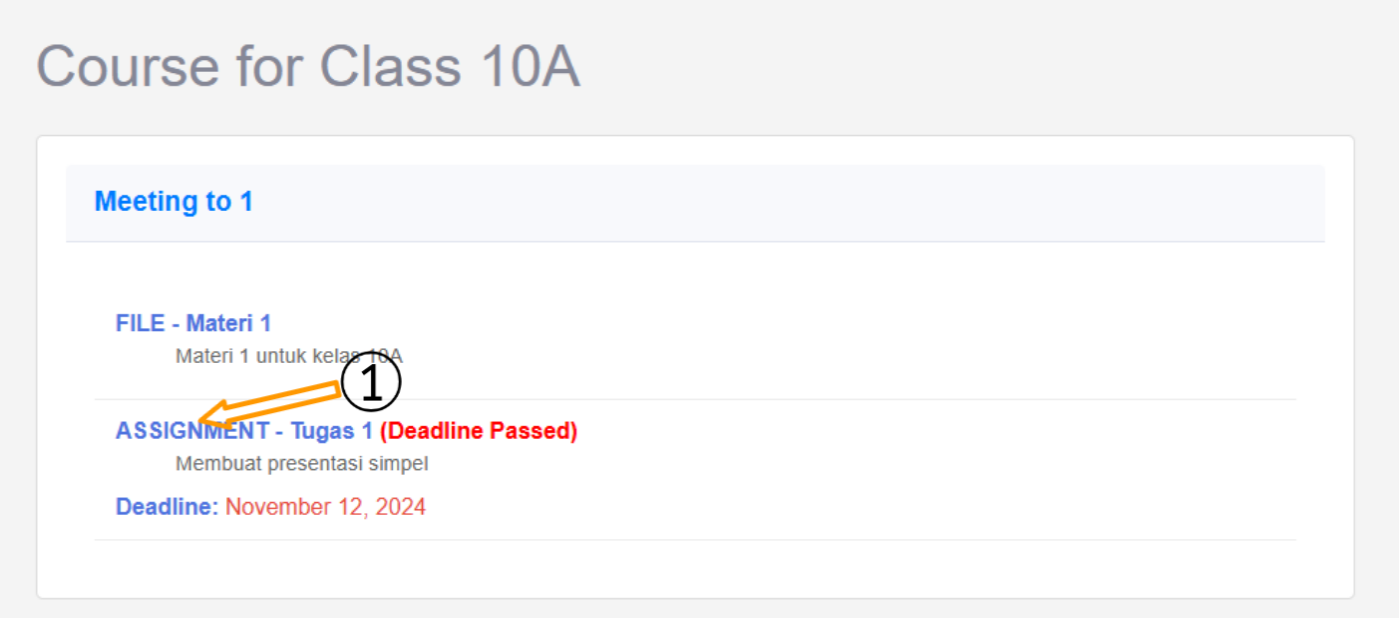 Course for Class 10A
Meeting to 1
FILE - Materi 1
Materi 1 untuk kelas 10A
①
ASSIGNMENT - Tugas 1 (Deadline Passed)
Membuat presentasi simpel
Deadline: November 12, 2024